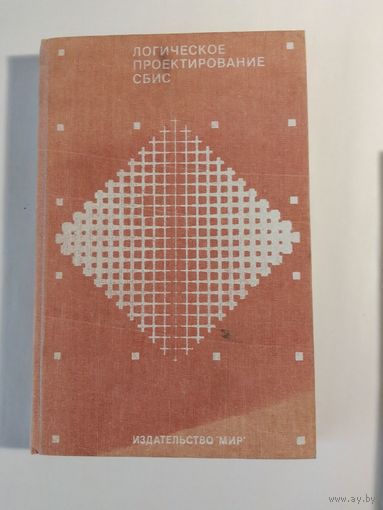 ЛОГИЧЕСКОЕ
ПРОЕКТИРОВАНИЕ
СБИС
ИЗДАТЕЛЬСТВО "МИР"
www.ay.by